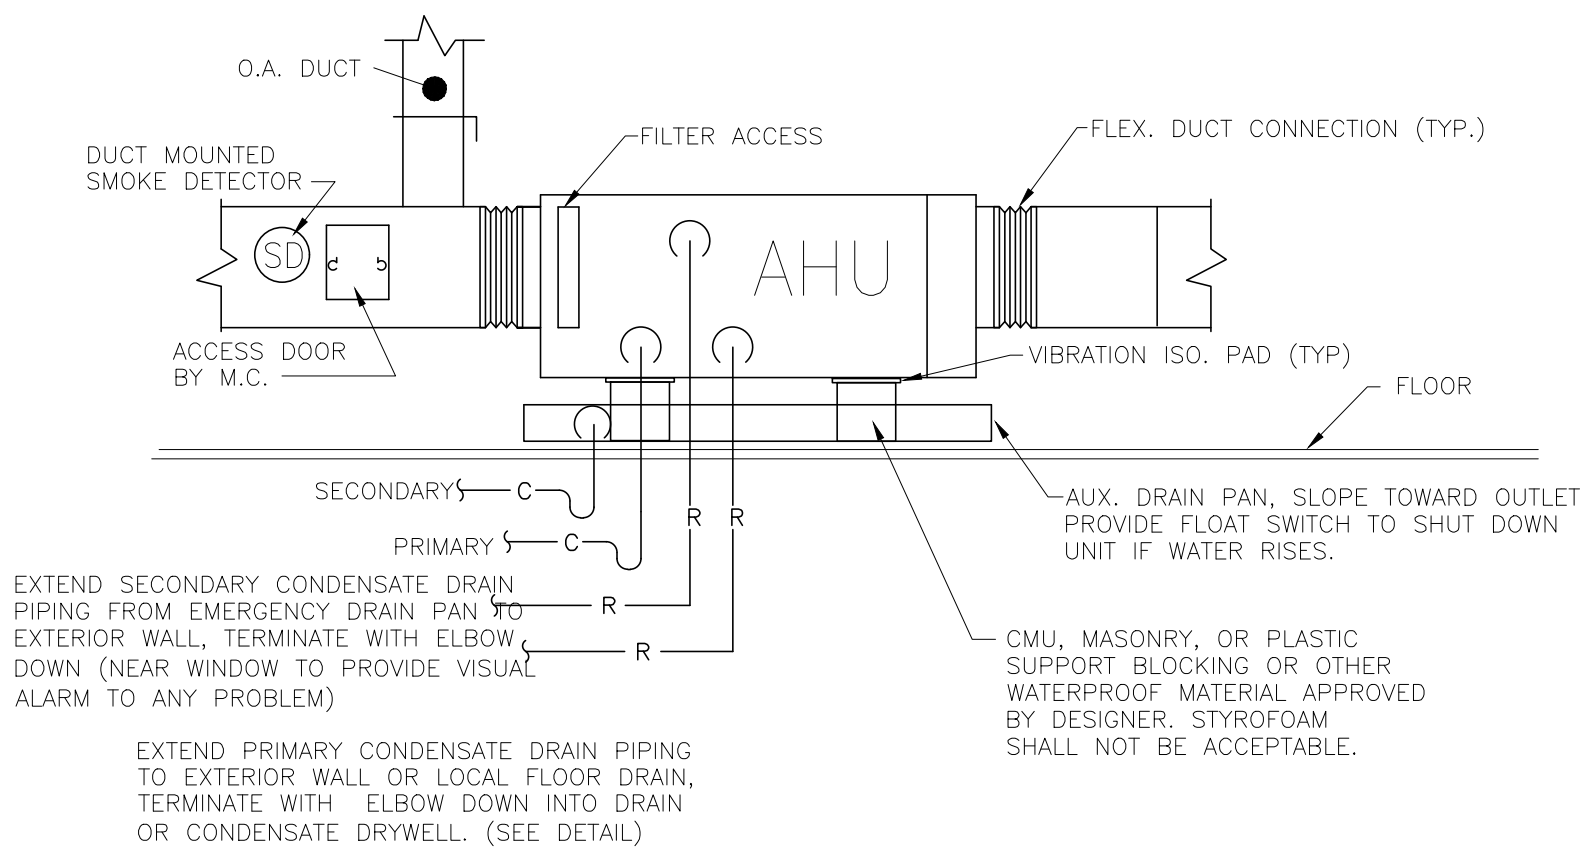 O.A. DUCT
FILTER ACCESS
FLEX. DUCT CONNECTION (TYP.)
DUCT MOUNTED
SMOKE DETECTOR
SD
AHU
ACCESS DOOR
BY M.C.
VIBRATION ISO. PAD (TYP)
FLOOR
SECONDARY
C
PRIMARY
C
R
R
R
R
AUX. DRAIN PAN, SLOPE TOWARD OUTLET
PROVIDE FLOAT SWITCH TO SHUT DOWN
UNIT IF WATER RISES.
EXTEND SECONDARY CONDENSATE DRAIN
PIPING FROM EMERGENCY DRAIN PAN TO
EXTERIOR WALL, TERMINATE WITH ELBOW
DOWN (NEAR WINDOW TO PROVIDE VISUAL
ALARM TO ANY PROBLEM)
CMU, MASONRY, OR PLASTIC
SUPPORT BLOCKING OR OTHER
WATERPROOF MATERIAL APPROVED
BY DESIGNER. STYROFOAM
SHALL NOT BE ACCEPTABLE.
EXTEND PRIMARY CONDENSATE DRAIN PIPING
TO EXTERIOR WALL OR LOCAL FLOOR DRAIN,
TERMINATE WITH ELBOW DOWN INTO DRAIN
OR CONDENSATE DRYWELL. (SEE DETAIL)